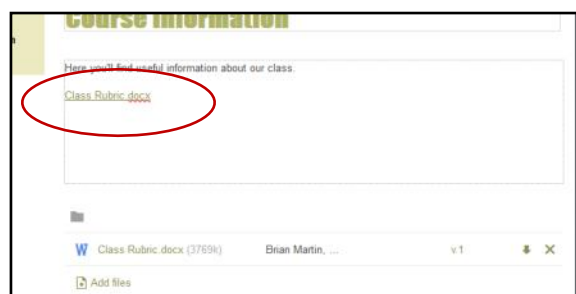 Course Information
Here you'll find useful information about our class.
Class Rubric.docx
W Class Rubric.docx (3769k) Brian Martin, ... v.1
Add files